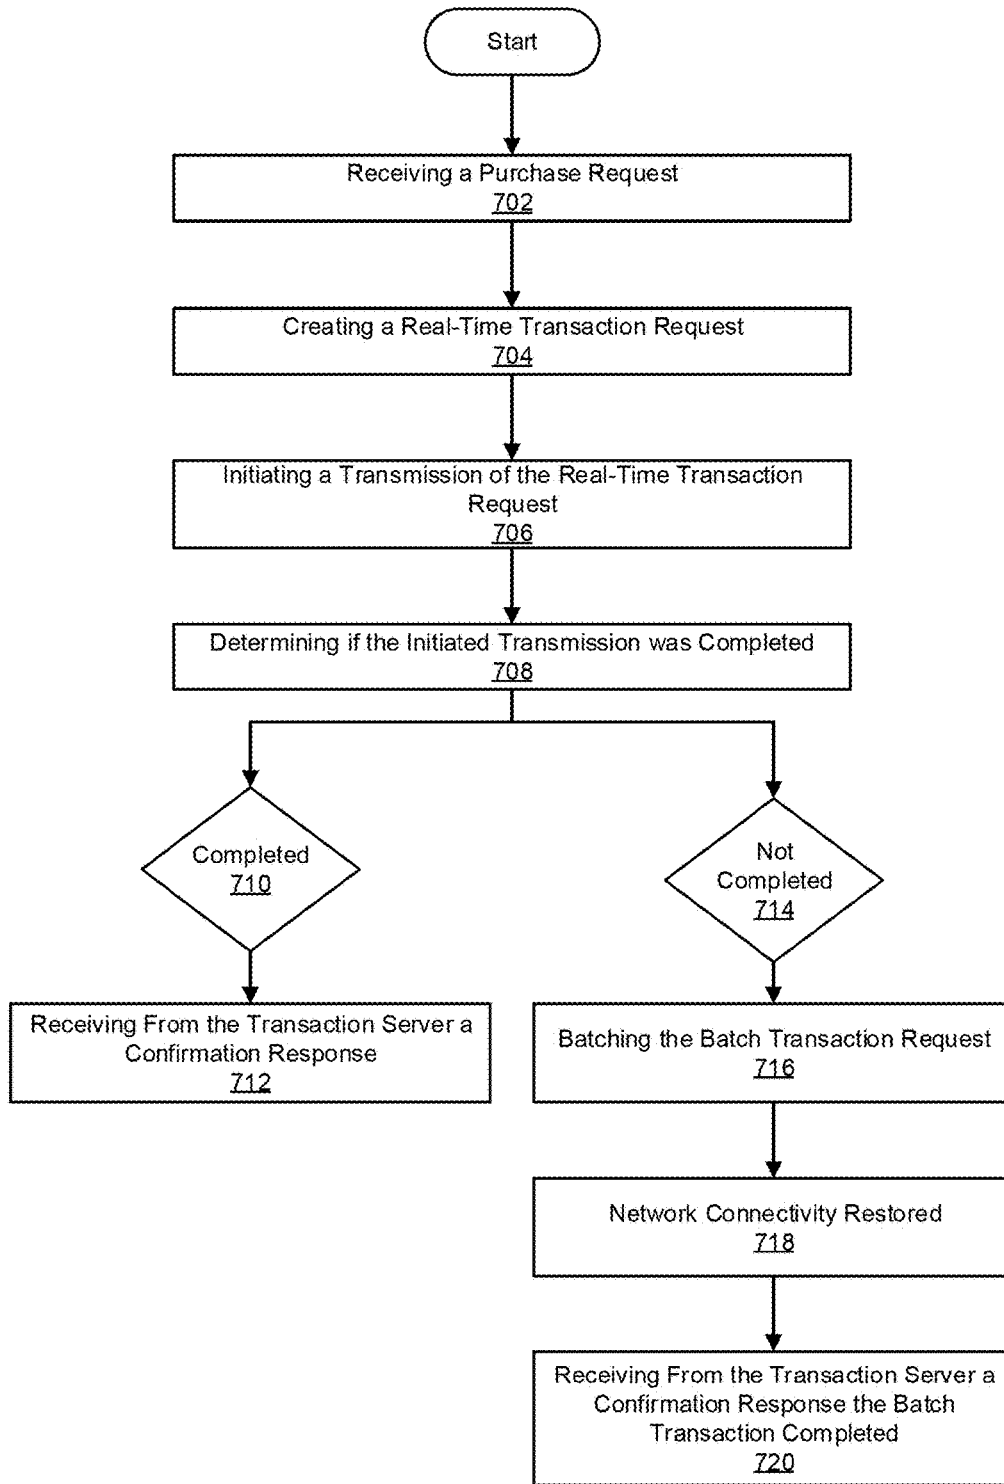 Start
Receiving a Purchase Request
702
Creating a Real-Time Transaction Request
704
Initiating a Transmission of the Real-Time Transaction
Request
706
Determining if the Initiated Transmission was Completed
708
Completed
710
Receiving From the Transaction Server a
Confirmation Response
712
Not
Completed
714
Batching the Batch Transaction Request
716
Network Connectivity Restored
718
Receiving From the Transaction Server a
Confirmation Response the Batch
Transaction Completed
720